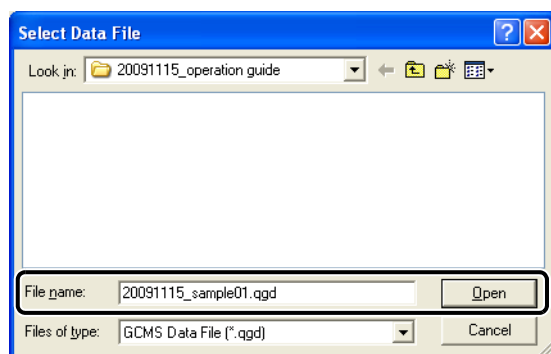 Select Data File
Look in: 20091115_operation guide
File name: 20091115_sample01.qgd Open
Files of type: GCMS Data File (*.qgd) Cancel